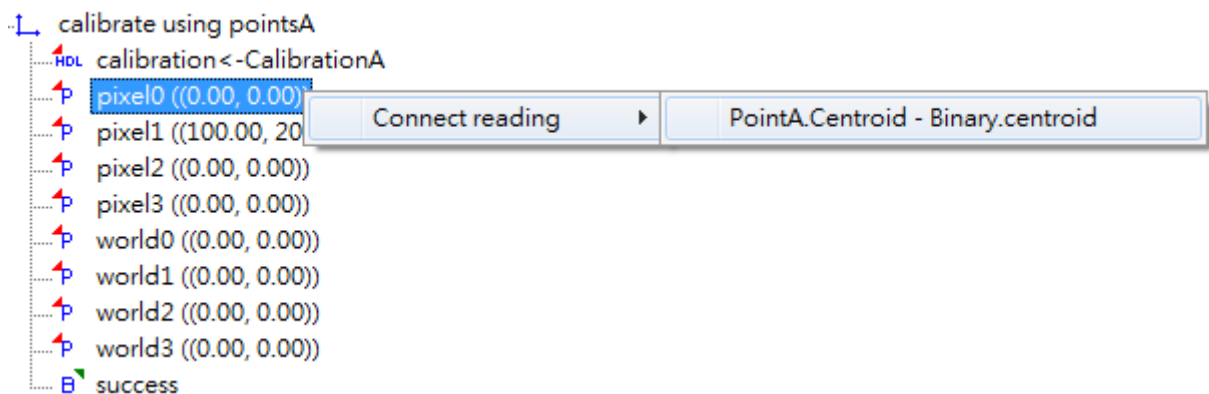 calibrate using pointsA
HDL calibration<-CalibrationA
P pixel0 ((0.00, 0.00))
Connect reading
PointA.Centroid - Binary.centroid
P pixel1 ((100.00, 20
P pixel2 ((0.00, 0.00))
P pixel3 ((0.00, 0.00))
P world0 ((0.00, 0.00))
P world1 ((0.00, 0.00))
P world2 ((0.00, 0.00))
P world3 ((0.00, 0.00))
B success